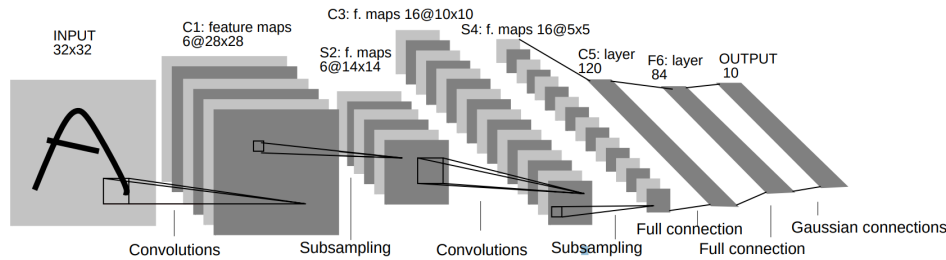 INPUT
32x32
C1: feature maps
6@28x28
S2: f. maps
6@14x14
C3: f. maps 16@10x10
S4: f. maps 16@5x5
C5: layer
120
F6: layer
84
OUTPUT
10
Convolutions
Subsampling
Convolutions
Subsampling
Full connection
Full connection
Gaussian connections